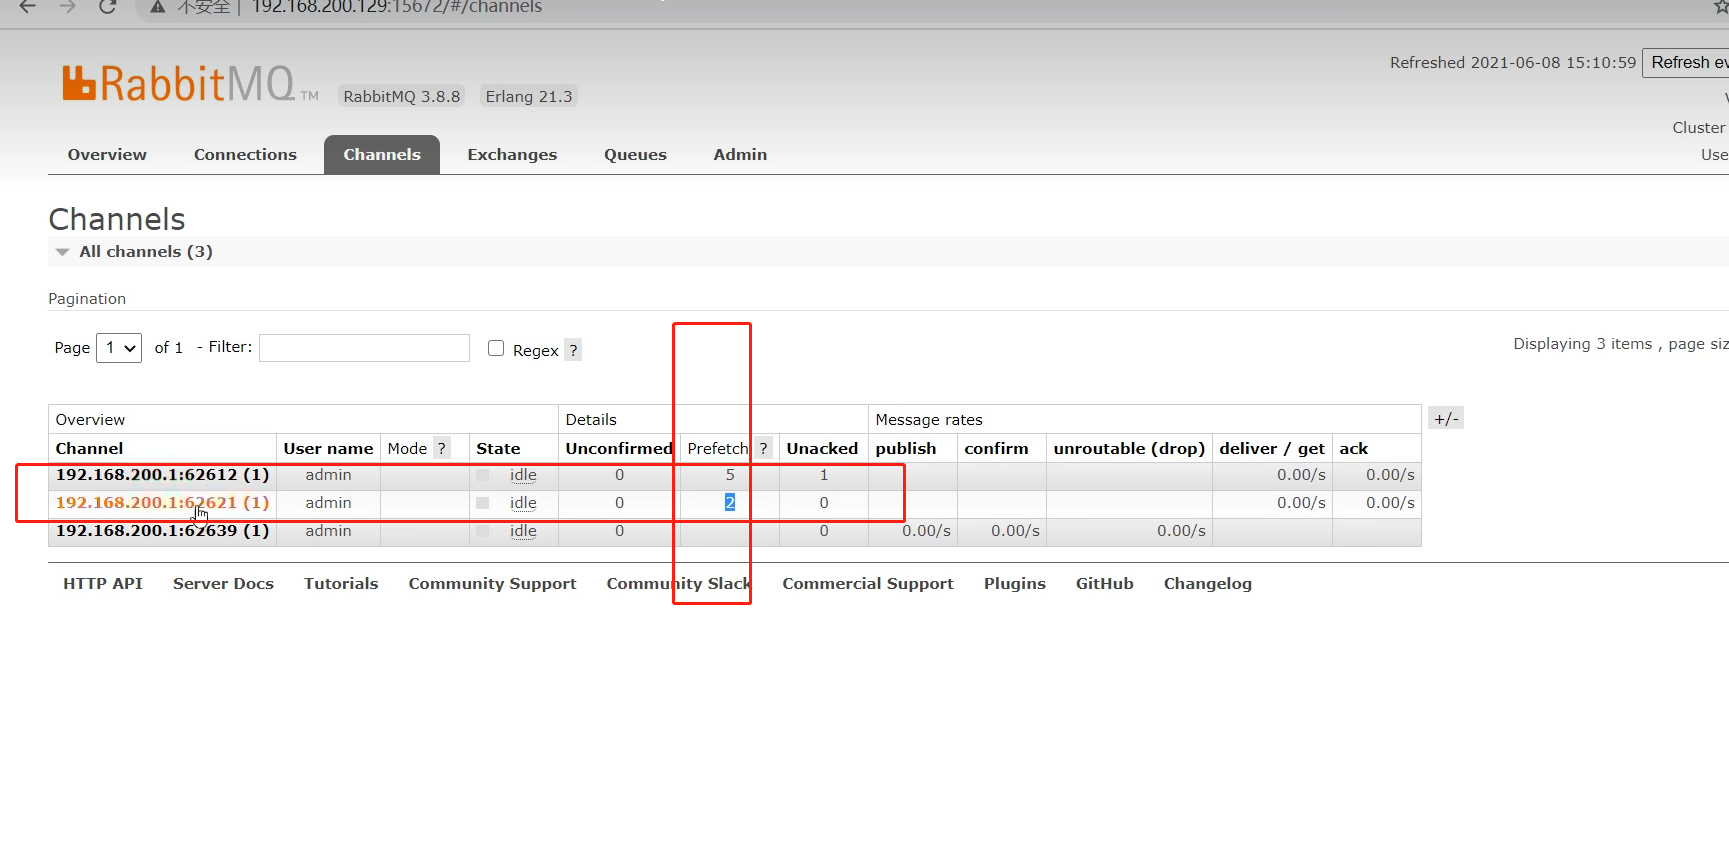 不安全 | 192.168.200.129:15672/#/channels
RabbitMQ TM RabbitMQ 3.8.8 Erlang 21.3
Refreshed 2021-06-08 15:10:59 Refresh ev
Cluster
Use
Overview Connections Channels Exchanges Queues Admin
Channels
All channels (3)
Pagination
Page 1 of 1 - Filter: Regex ?
Displaying 3 items , page siz
Overview Details Message rates +/-
Channel User name Mode ? State Unconfirmed Prefetch ? Unacked publish confirm unroutable (drop) deliver / get ack
192.168.200.1:62612 (1) admin idle 0 5 1 0.00/s 0.00/s
192.168.200.1:62621 (1) admin idle 0 2 0 0.00/s 0.00/s
192.168.200.1:62639 (1) admin idle 0 0 0.00/s 0.00/s 0.00/s
HTTP API Server Docs Tutorials Community Support Community Slack Commercial Support Plugins GitHub Changelog